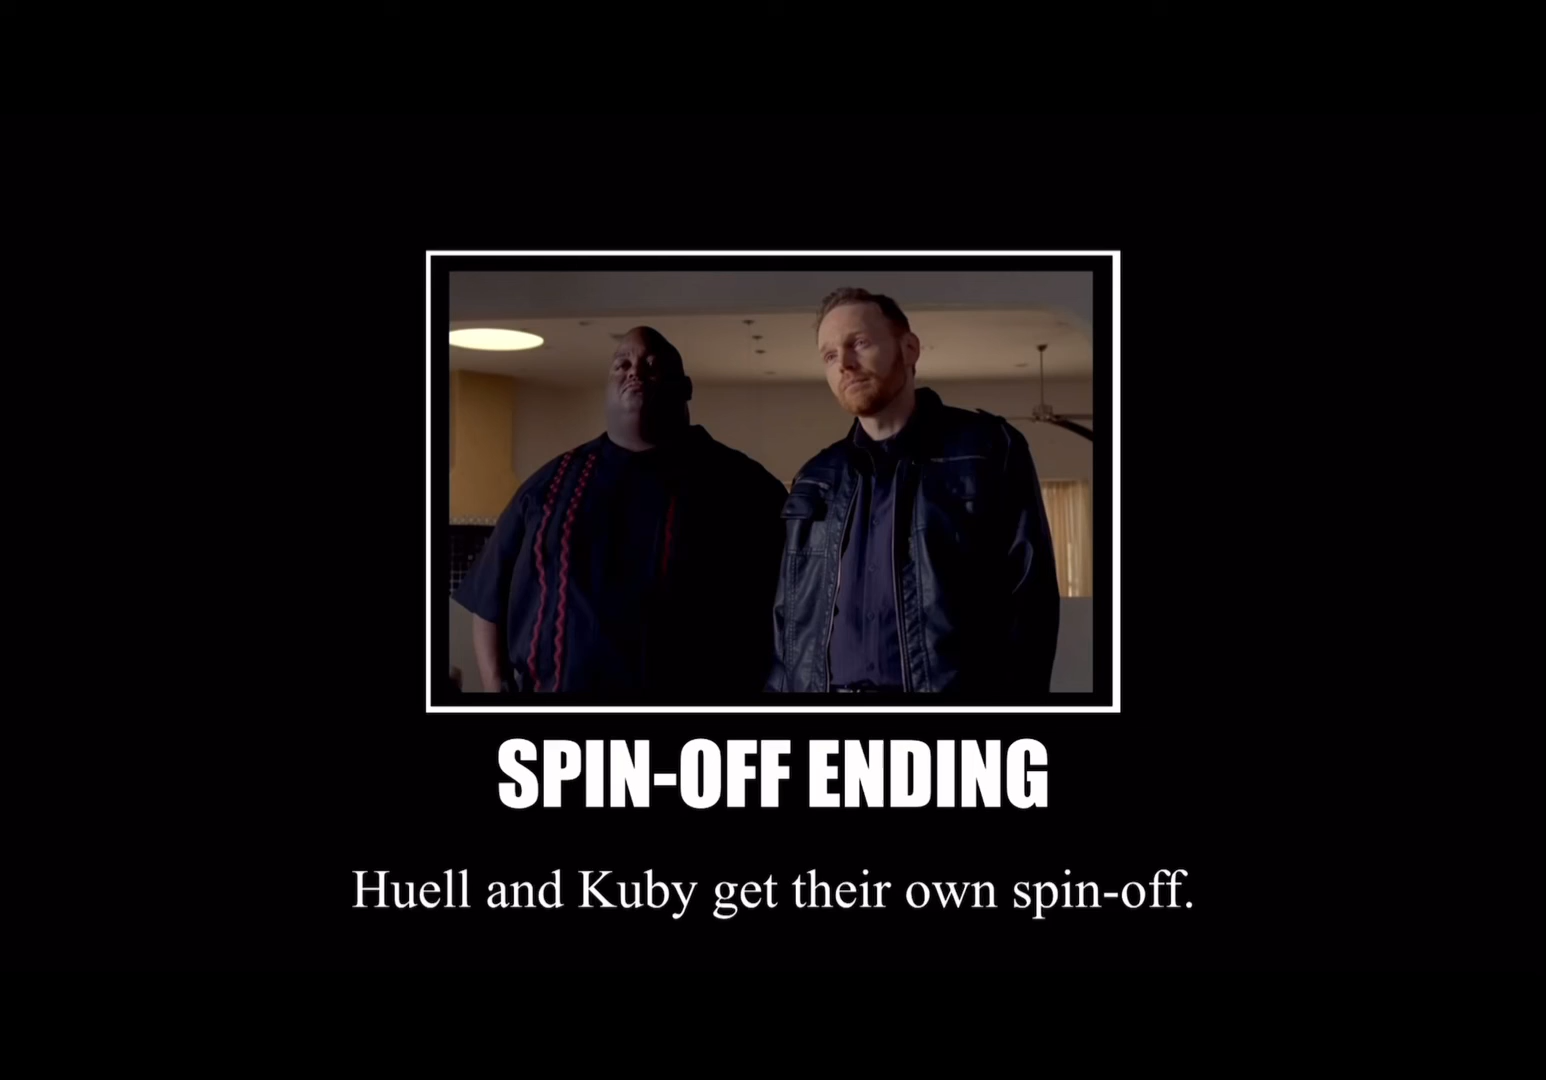 SPIN-OFF ENDING
Huell and Kuby get their own spin-off.